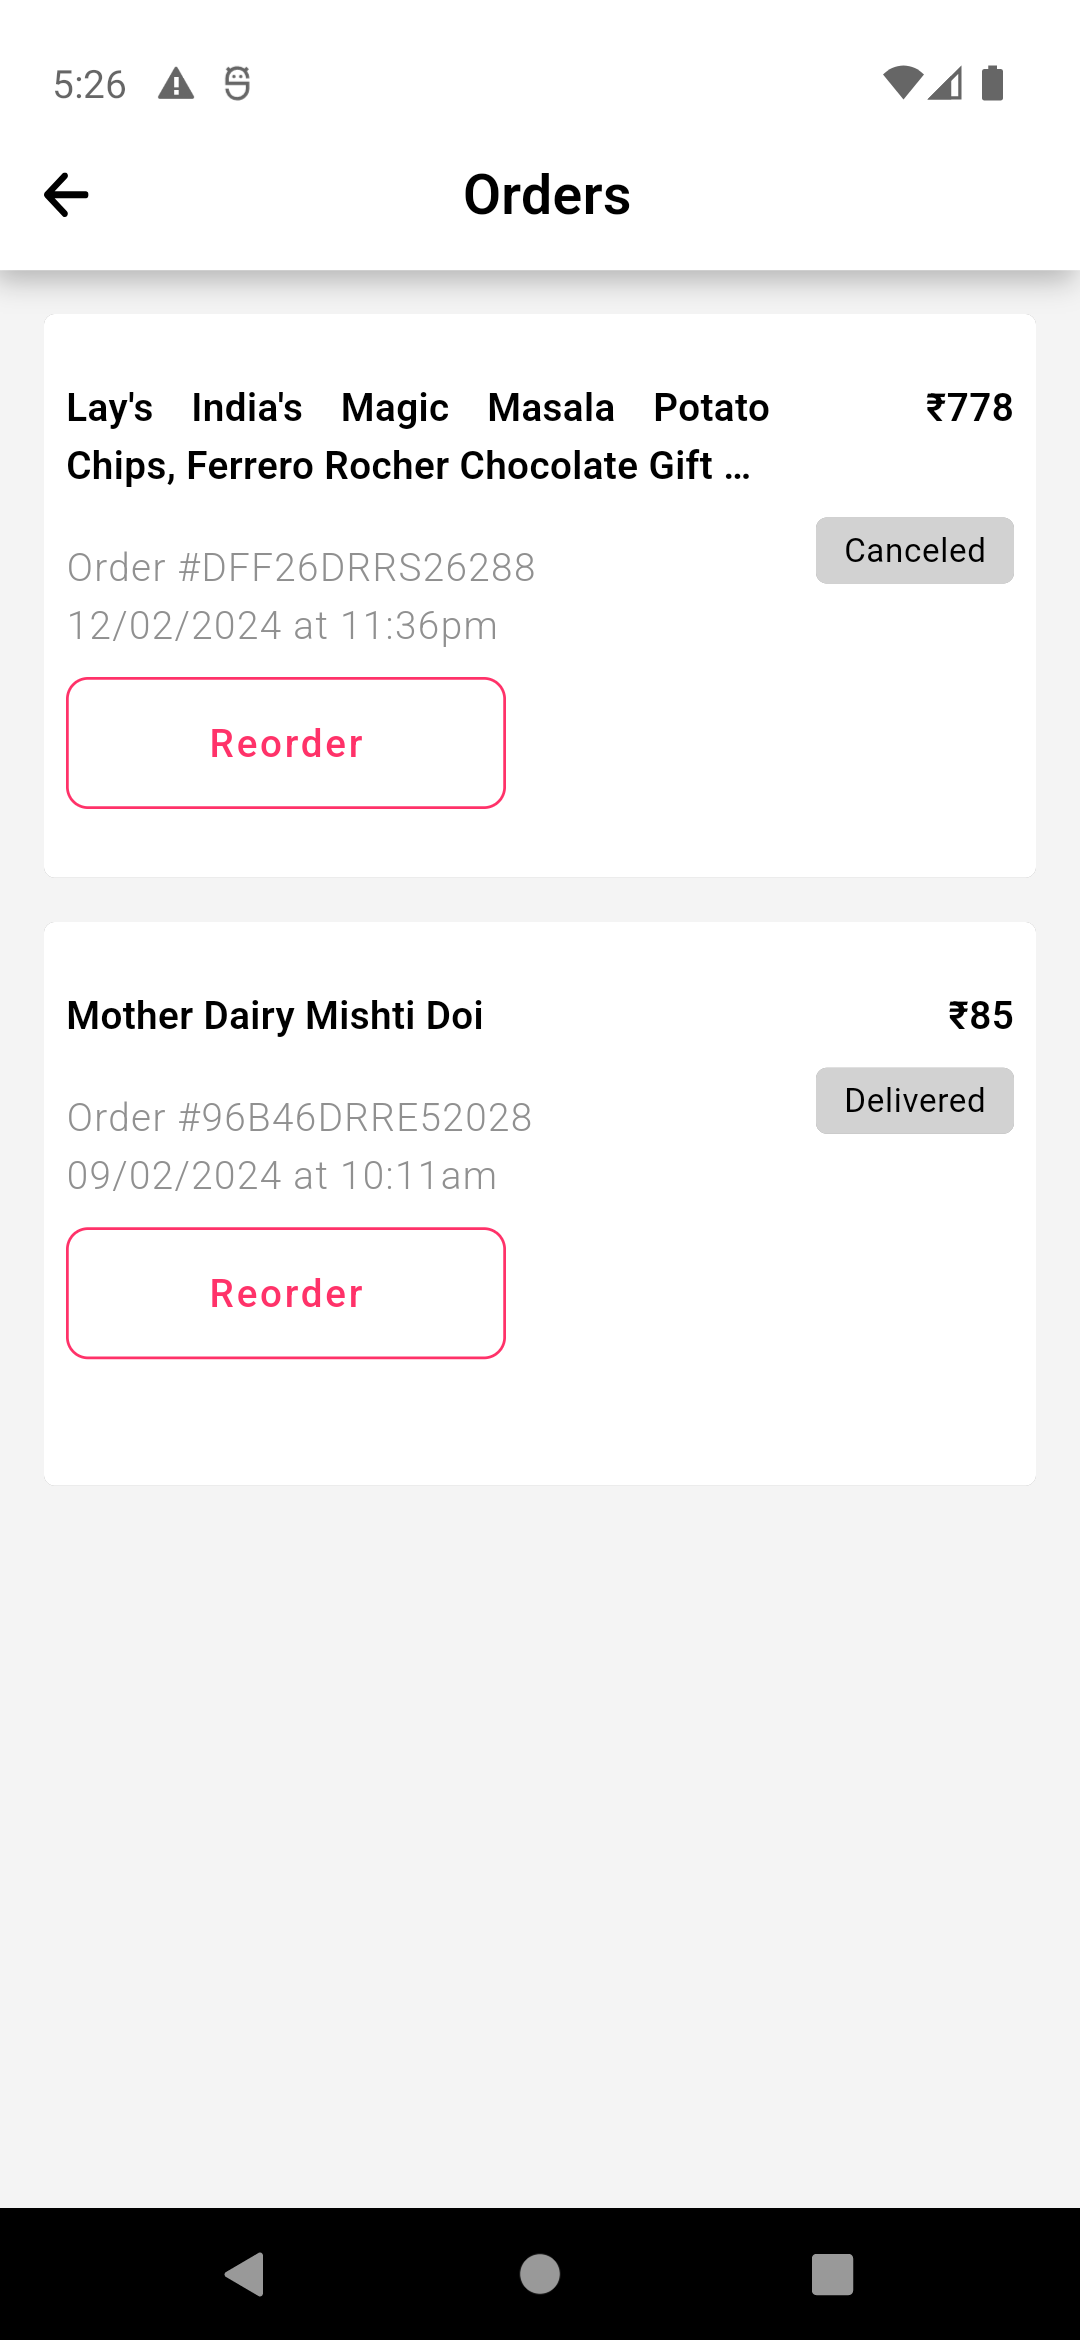 5:26
Orders
Lay's India's Magic Masala Potato
Chips, Ferrero Rocher Chocolate Gift ...
₹778
Order #DFF26DRRS26288
Canceled
12/02/2024 at 11:36pm
Reorder
Mother Dairy Mishti Doi
₹85
Order #96B46DRRE52028
Delivered
09/02/2024 at 10:11am
Reorder